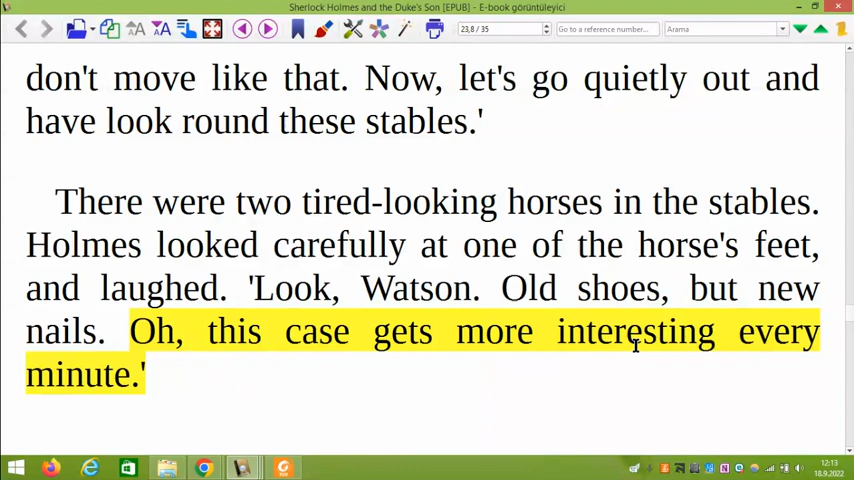 Sherlock Holmes and the Duke's Son [EPUB] - E-book görüntüleyici
23,8 / 35
Go to a reference number...
Arama
don't move like that. Now, let's go quietly out and
have look round these stables.'
There were two tired-looking horses in the stables.
Holmes looked carefully at one of the horse's feet,
and laughed. 'Look, Watson. Old shoes, but new
nails. Oh, this case gets more interesting every
minute.'
12:13
18.9.2022